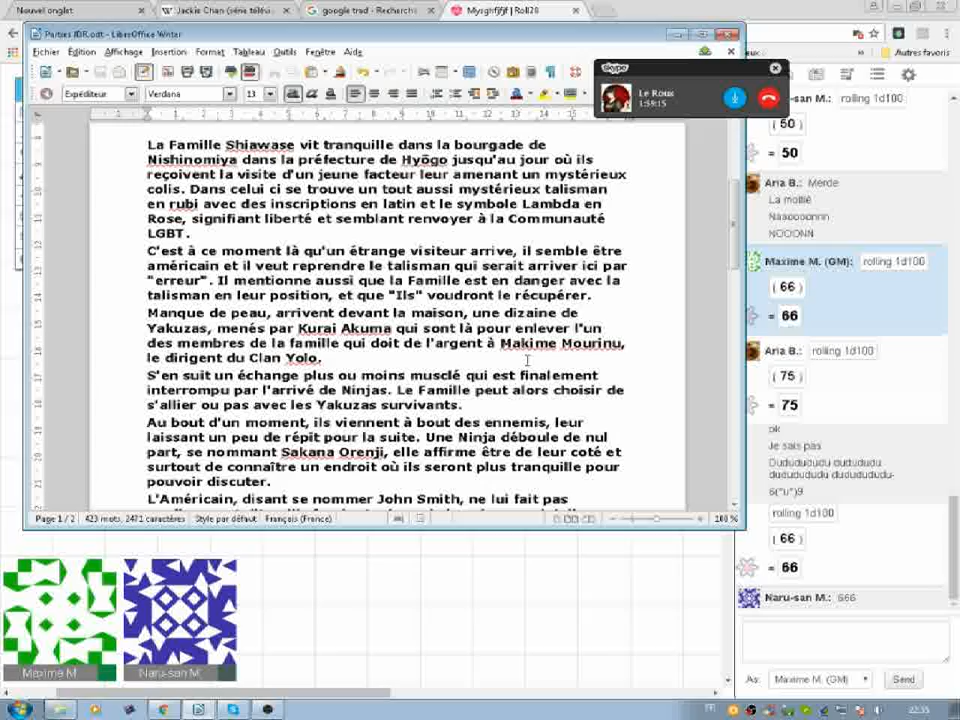 Nouvel onglet
Jackie Chan (série télévi
google trad - Recherche
Mysghfjfjf | Roll20
Parties JDR.odt - LibreOffice Writer
Fichier Édition Affichage Insertion Format Tableau Outils Fenêtre Aide
Autres favoris
Expéditeur
Verdana
13
skype
Le Roux
1:59:15
La Famille Shiawase vit tranquille dans la bourgade de
Nishinomiya dans la préfecture de Hyōgo jusqu'au jour où ils
reçoivent la visite d'un jeune facteur leur amenant un mystérieux
colis. Dans celui ci se trouve un tout aussi mystérieux talisman
en rubi avec des inscriptions en latin et le symbole Lambda en
Rose, signifiant liberté et semblant renvoyer à la Communauté
LGBT.
C'est à ce moment là qu'un étrange visiteur arrive, il semble être
américain et il veut reprendre le talisman qui serait arriver ici par
"erreur". Il mentionne aussi que la Famille est en danger avec la
talisman en leur position, et que "Ils" voudront le récupérer.
Manque de peau, arrivent devant la maison, une dizaine de
Yakuzas, menés par Kurai Akuma qui sont là pour enlever l'un
des membres de la famille qui doit de l'argent à Makime Mourinu,
le dirigent du Clan Yolo.
S'en suit un échange plus ou moins musclé qui est finalement
interrompu par l'arrivé de Ninjas. Le Famille peut alors choisir de
s'allier ou pas avec les Yakuzas survivants.
Au bout d'un moment, ils viennent à bout des ennemis, leur
laissant un peu de répit pour la suite. Une Ninja déboule de nul
part, se nommant Sakana Orenji, elle affirme être de leur coté et
surtout de connaître un endroit où ils seront plus tranquille pour
pouvoir discuter.
L'Américain, disant se nommer John Smith, ne lui fait pas
Page 1 / 2 423 mots, 2471 caractères Style par défaut Français (France) 100 %
Naru-san M.: rolling 1d100
( 50 )
= 50
Aria B.: Merde
La moitié
Naaooonnin
NOOONN
Maxime M. (GM): rolling 1d100
( 66 )
= 66
Aria B.: rolling 1d100
( 75 )
= 75
ok
Je sais pas
Dududududu dudududu
dudududududududududu-
6(°u°)9
rolling 1d100
( 66 )
= 66
Naru-san M.: 666
As: Maxime M. (GM) Send
Maxime M.
Naru-san M.
22:35